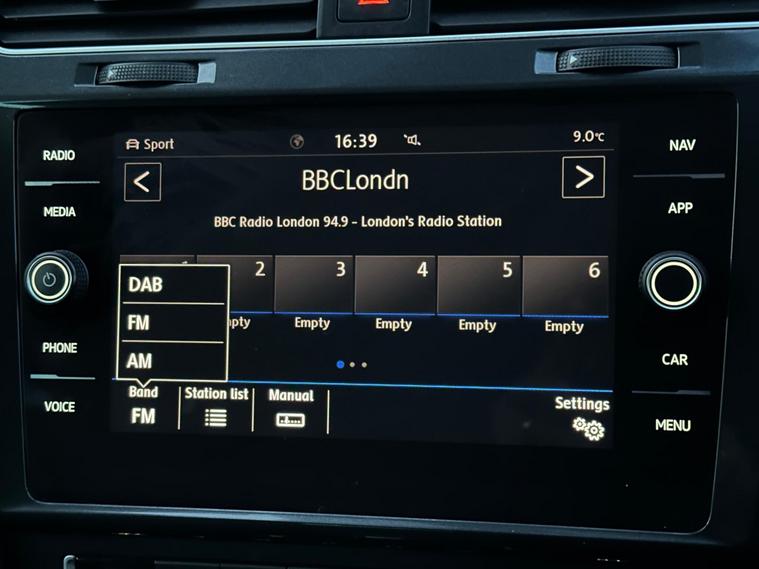 RADIO
MEDIA
PHONE
VOICE
Sport
16:39
9.0°C
BBCLondn
BBC Radio London 94.9 - London's Radio Station
2 3 4 5 6
Empty Empty Empty Empty
DAB
FM
AM
Band
FM
Station list
Manual
Settings
NAV
APP
CAR
MENU